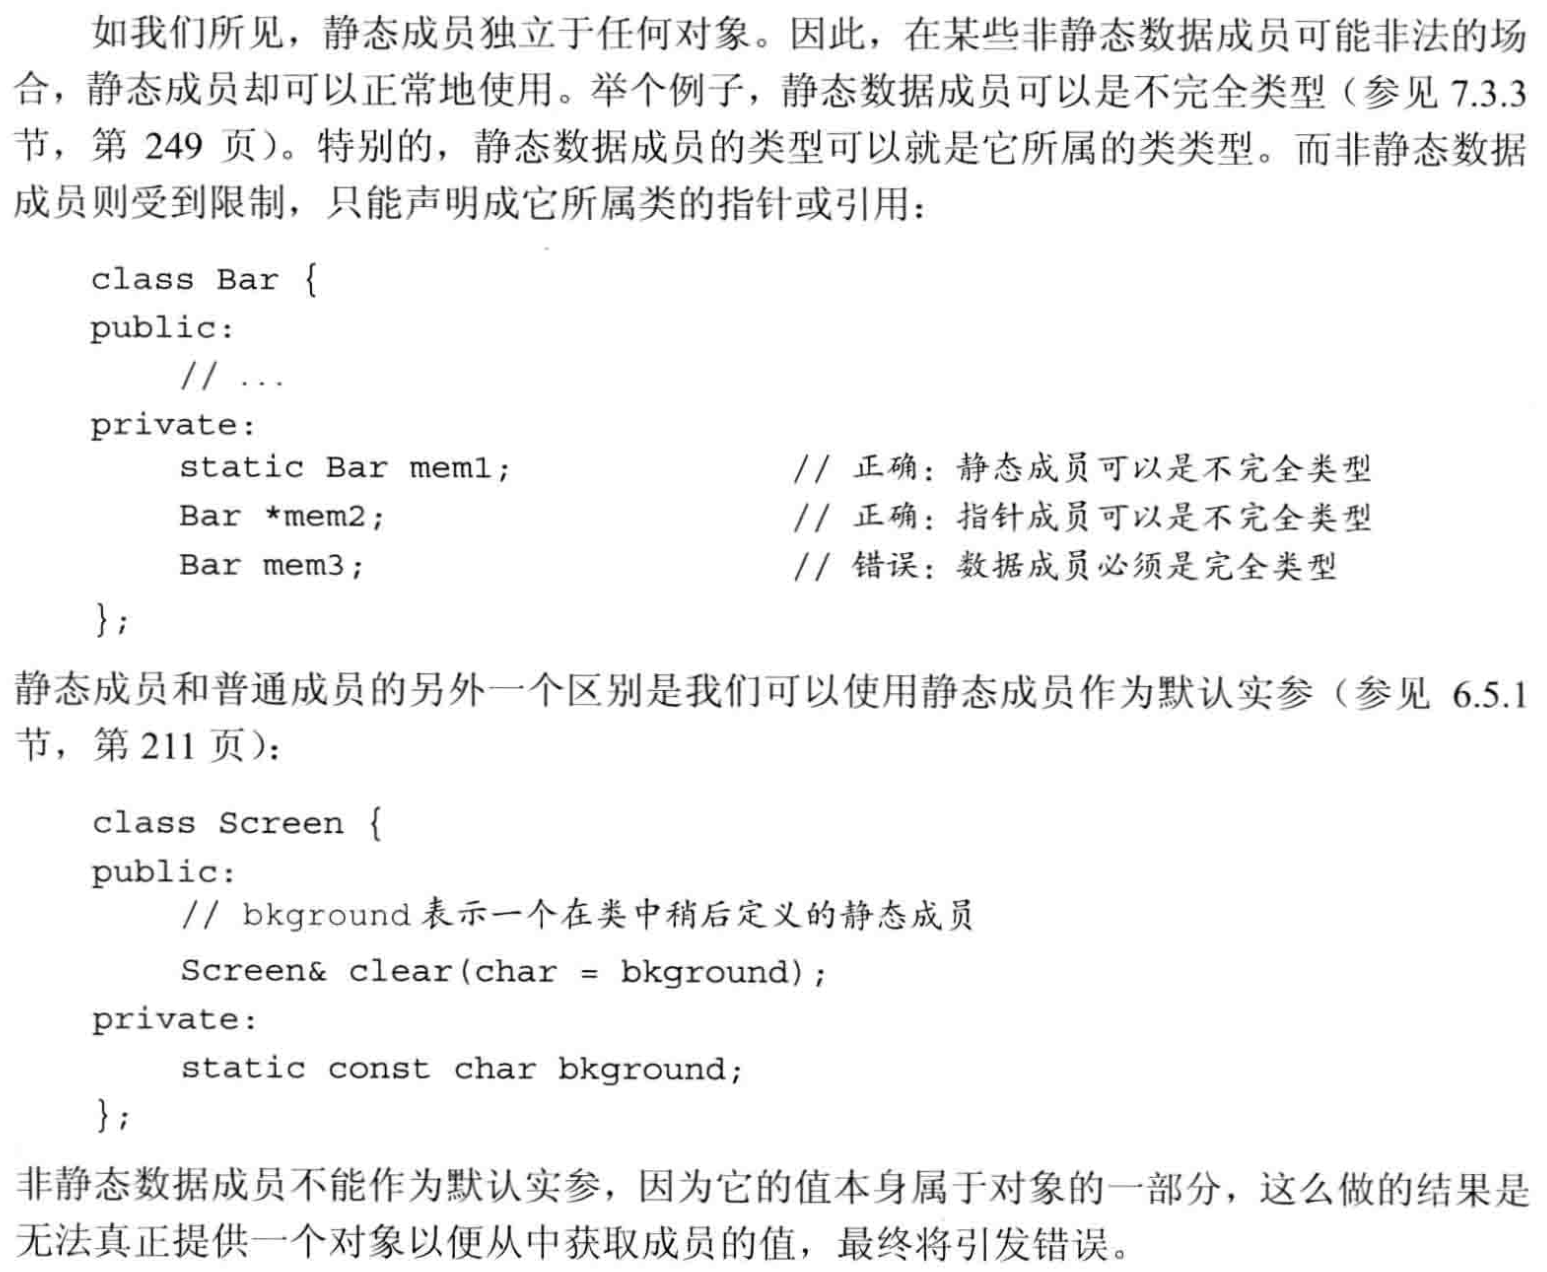 如我们所见，静态成员独立于任何对象。因此，在某些非静态数据成员可能非法的场
合，静态成员却可以正常地使用。举个例子，静态数据成员可以是不完全类型（参见 7.3.3
节，第 249 页）。特别的，静态数据成员的类型可以就是它所属的类类型。而非静态数据
成员则受到限制，只能声明成它所属类的指针或引用：
class Bar {
public:
// ...
private:
static Bar mem1; // 正确：静态成员可以是不完全类型
Bar *mem2; // 正确：指针成员可以是不完全类型
Bar mem3; // 错误：数据成员必须是完全类型
};
静态成员和普通成员的另外一个区别是我们可以使用静态成员作为默认实参（参见 6.5.1
节，第 211 页）：
class Screen {
public:
// bkground 表示一个在类中稍后定义的静态成员
Screen& clear(char = bkground);
private:
static const char bkground;
};
非静态数据成员不能作为默认实参，因为它的值本身属于对象的一部分，这么做的结果是
无法真正提供一个对象以便从中获取成员的值，最终将引发错误。